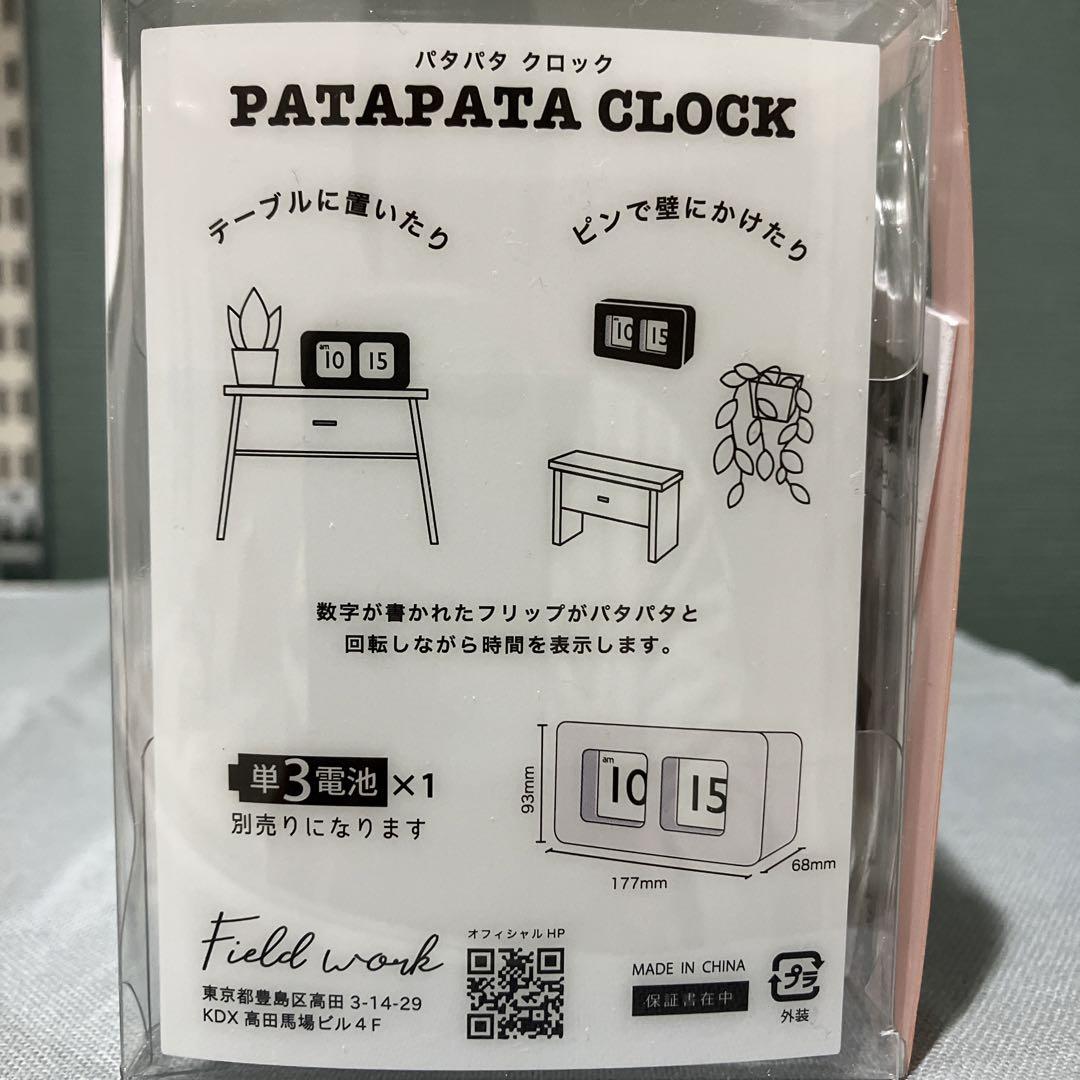 パタパタ クロック
PATAPATA CLOCK
テーブルに置いたり
ピンで壁にかけたり
am
10 15
am
10 15
数字が書かれたフリップがパタパタと
回転しながら時間を表示します。
単3電池×1
別売りになります
am
10 15
93mm
177mm
68mm
Field work
オフィシャルHP
東京都豊島区高田 3-14-29
KDX 高田馬場ビル４F
MADE IN CHINA
保証書在中
プラ
外装